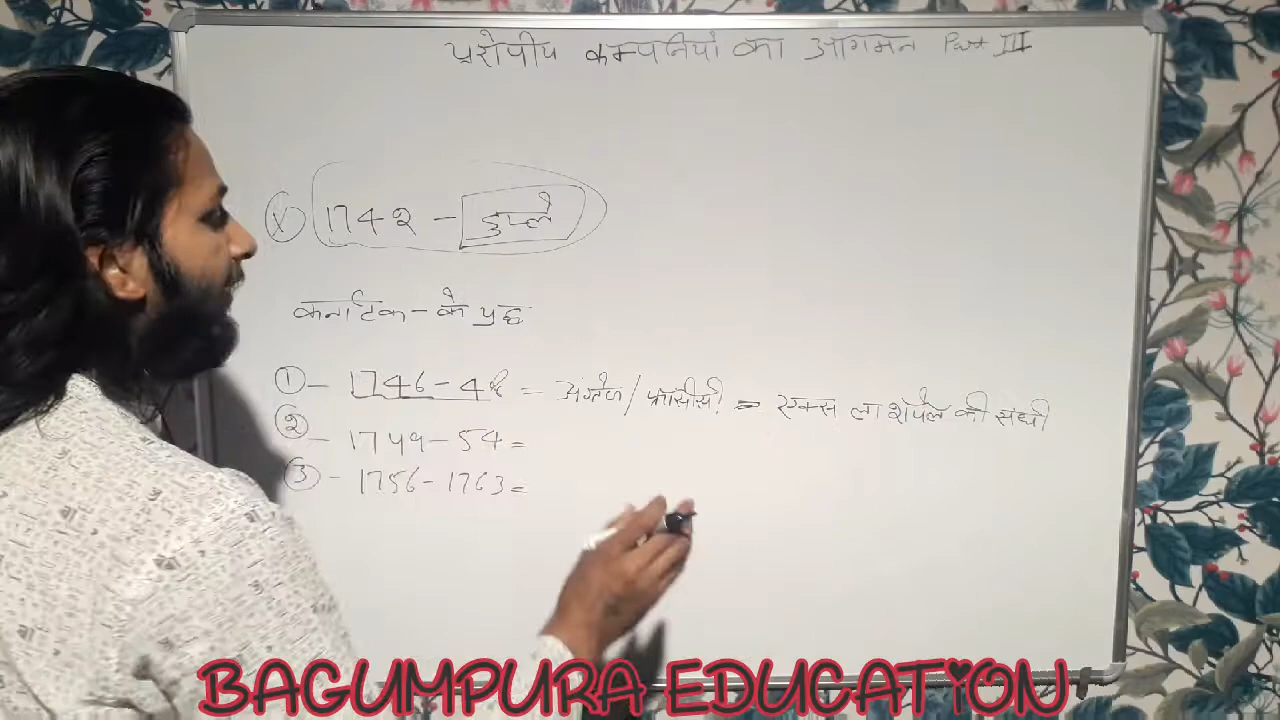 यूरोपीय कम्पनियों का आगमन Part III
(X) 1742 - डुप्ले
कर्नाटक - के युद्ध
① - 1746 - 48 = अंग्रेज / फ्रांसीसी = एक्स ला शैपेल की संधी
② - 1749 - 54 =
③ - 1756 - 1763 =
BAGUMPURA EDUCATION